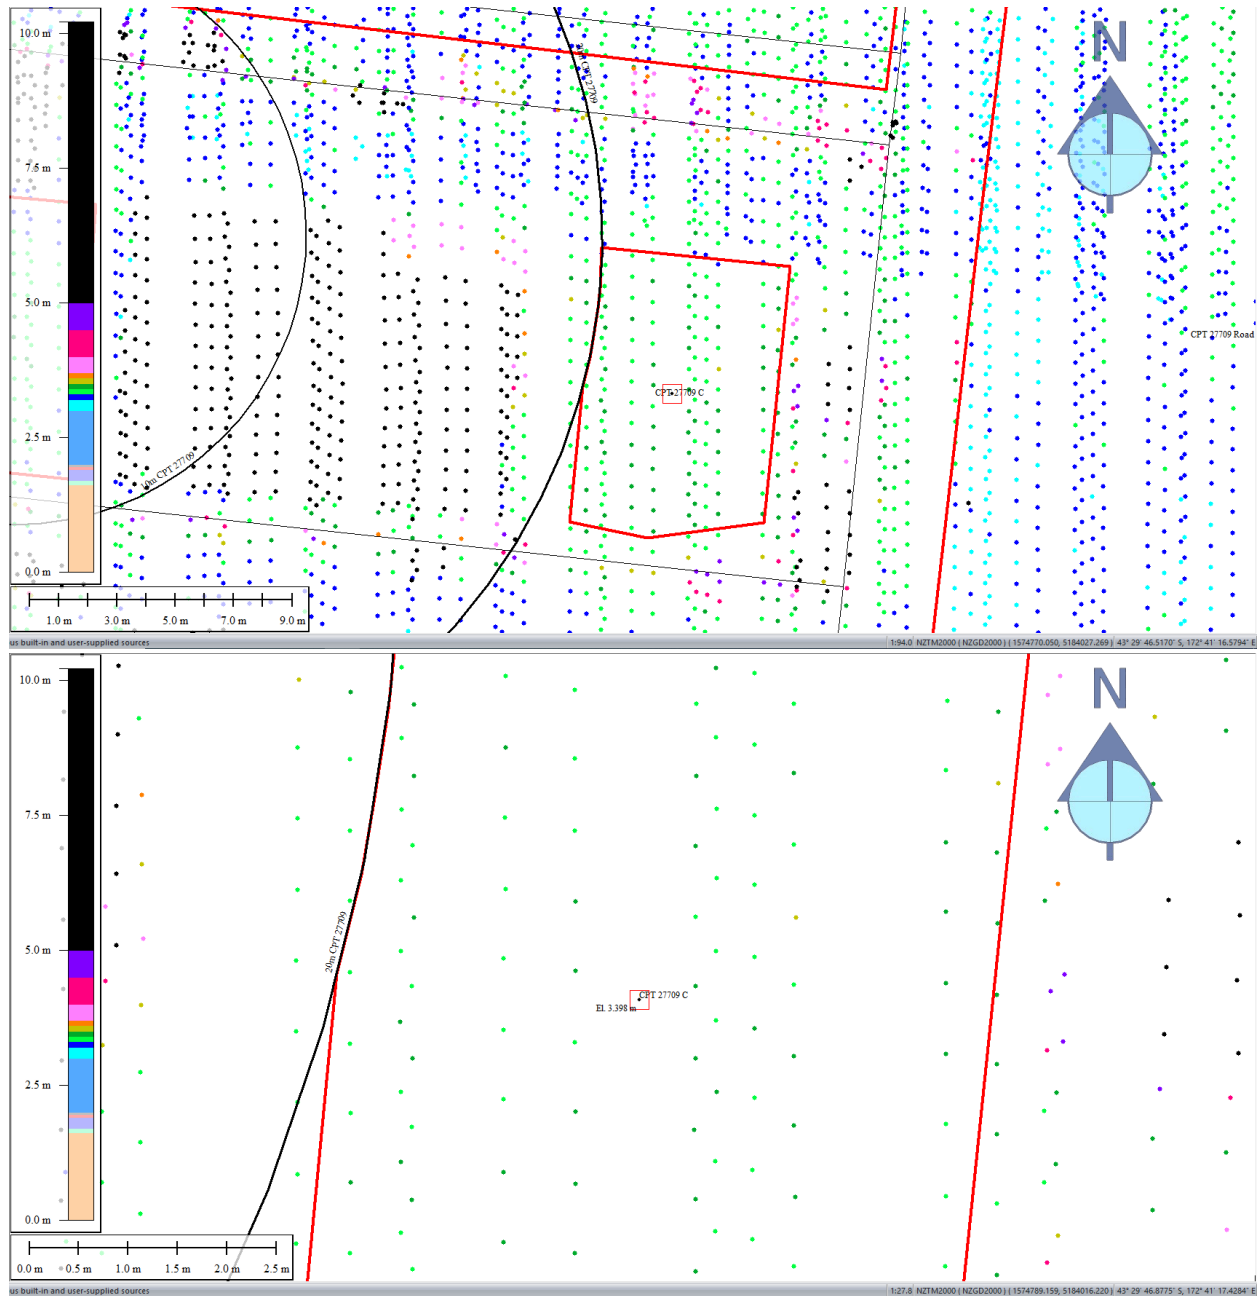 10.0 m
N
20m CPT 27709
7.5 m
5.0 m
CPT 27709 Road
CPT 27709 C
2.5 m
10m CPT 27709
0.0 m
1.0 m 3.0 m 5.0 m 7.0 m 9.0 m
us built-in and user-supplied sources
1:94.0 NZTM2000 ( NZGD2000 ) ( 1574770.050, 5184027.269 ) 43° 29' 46.5170" S, 172° 41' 16.5794" E
10.0 m
N
7.5 m
5.0 m
20m CPT 27709
CPT 27709 C
El. 3.398 m
2.5 m
0.0 m
0.0 m 0.5 m 1.0 m 1.5 m 2.0 m 2.5 m
us built-in and user-supplied sources
1:27.8 NZTM2000 ( NZGD2000 ) ( 1574789.159, 5184016.220 ) 43° 29' 46.8775" S, 172° 41' 17.4284" E